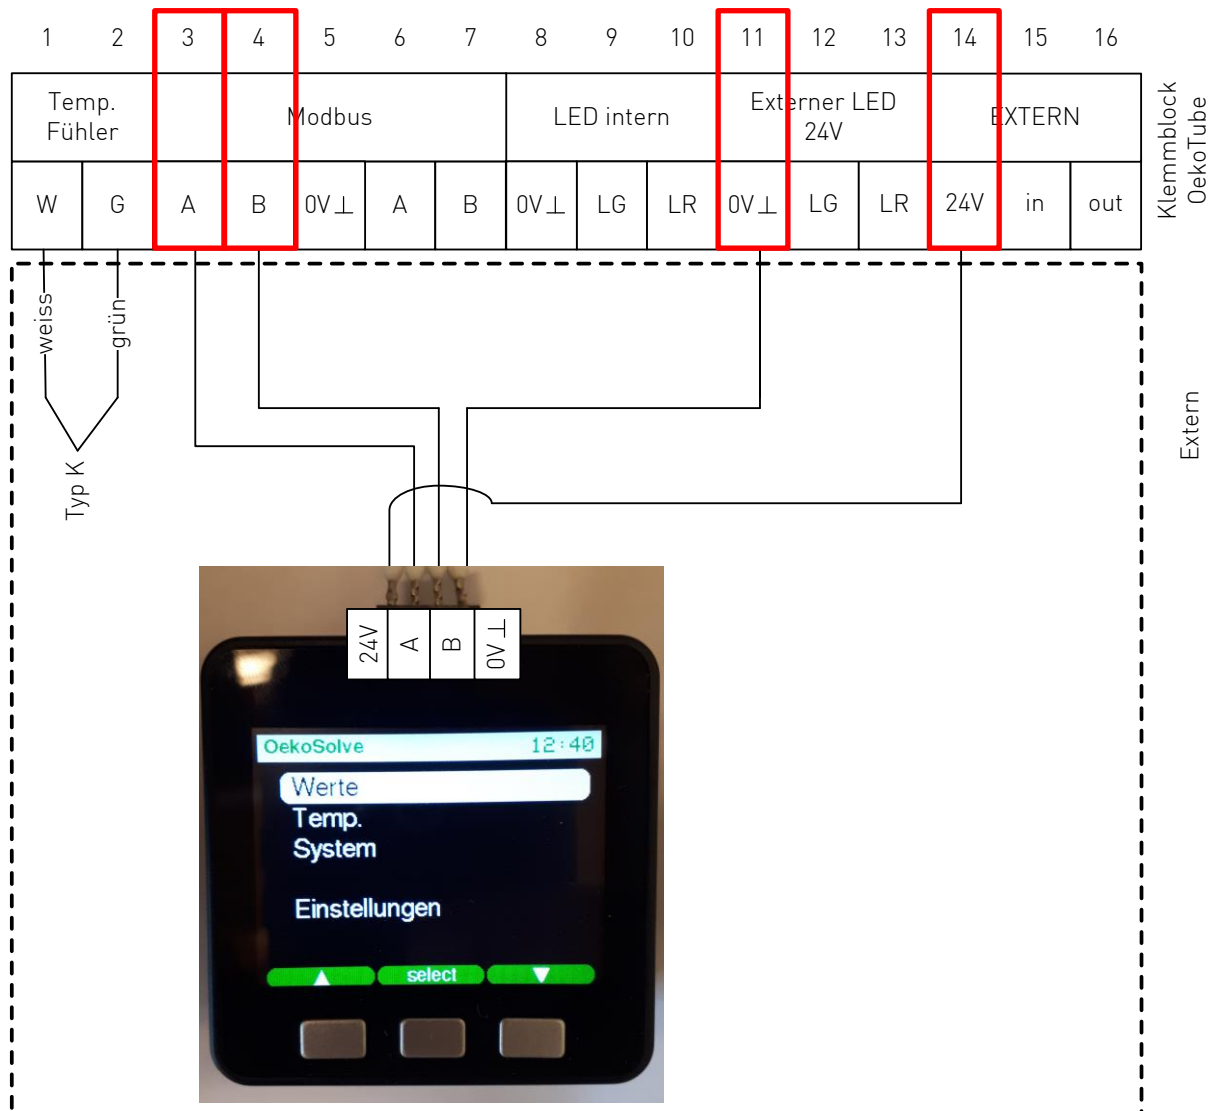 1 2 3 4 5 6 7 8 9 10 11 12 13 14 15 16
Temp.
Fühler
Modbus
LED intern
Externer LED
24V
EXTERN
W G A B 0V⊥ A B 0V⊥ LG LR 0V⊥ LG LR 24V in out
Klemmblock
OekoTube
weiss
grün
Typ K
Extern
24V A B 0V⊥
OekoSolve 12:40
Werte
Temp.
System
Einstellungen
▲ select ▼